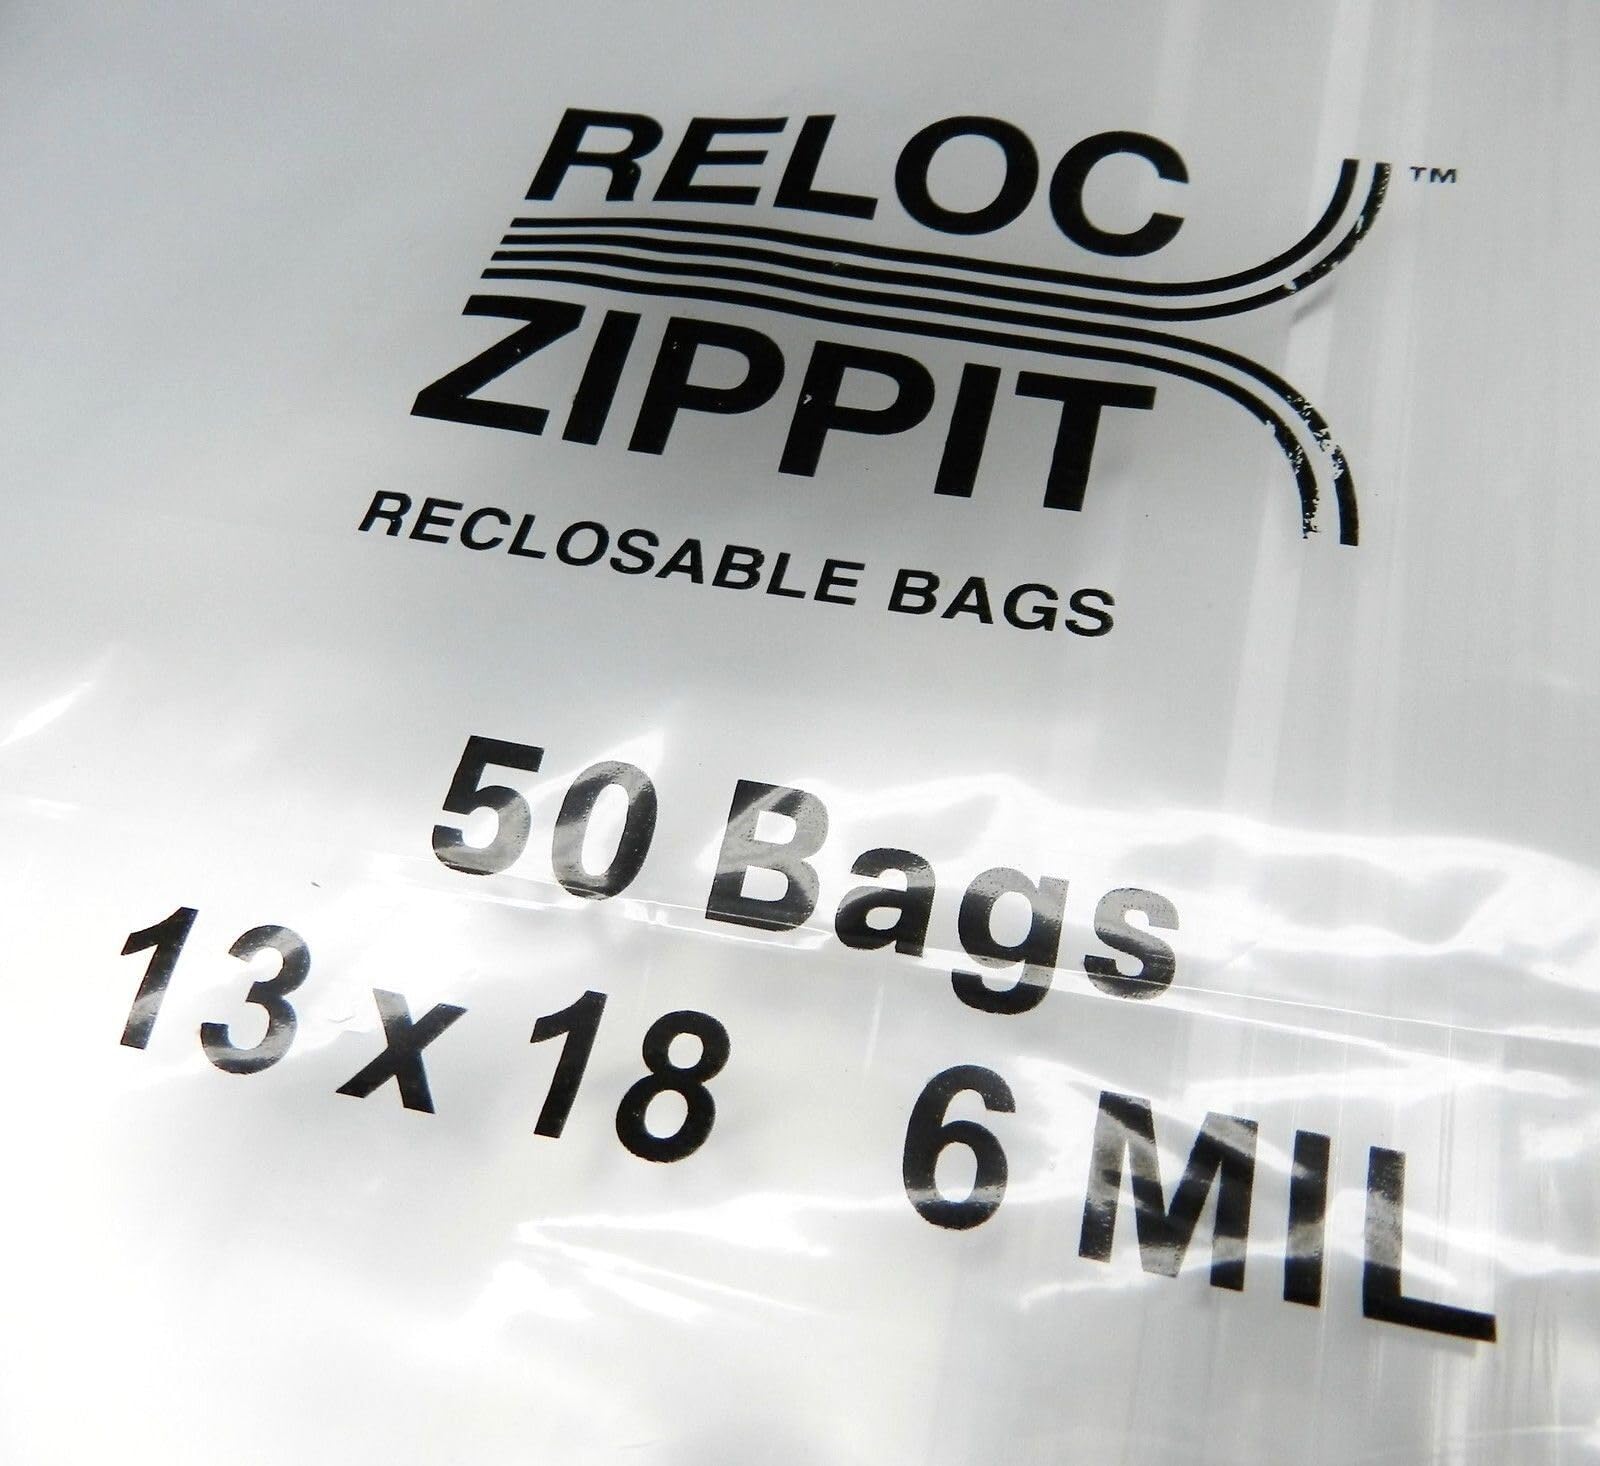 RELOC ™
ZIPPIT
RECLOSABLE BAGS
50 Bags
13 x 18 6 MIL